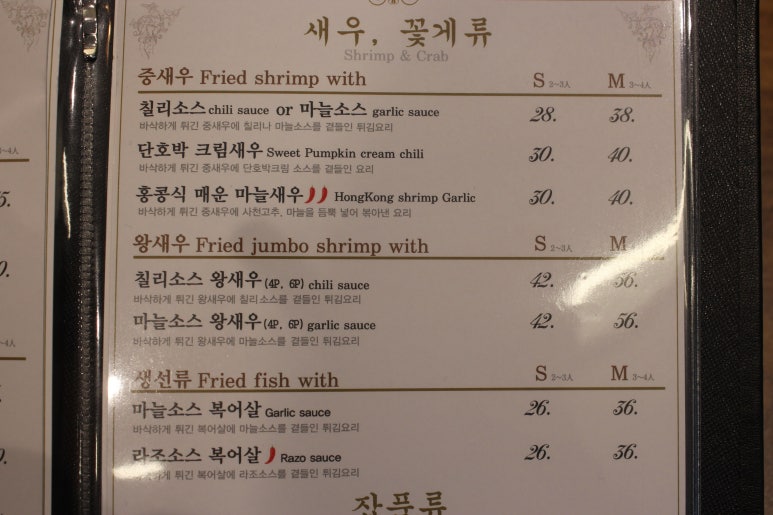 새우, 꽃게류
Shrimp & Crab
중새우 Fried shrimp with S 2~3人 M 3~4人
칠리소스 chili sauce or 마늘소스 garlic sauce 28. 38.
바삭하게 튀긴 중새우에 칠리나 마늘소스를 곁들인 튀김요리
단호박 크림새우 Sweet Pumpkin cream chili 30. 40.
바삭하게 튀긴 중새우에 단호박크림 소스를 곁들인 요리
홍콩식 매운 마늘새우 HongKong shrimp Garlic 30. 40.
바삭하게 튀긴 중새우에 사천고추, 마늘을 듬뿍 넣어 볶아낸 요리
왕새우 Fried jumbo shrimp with S 2~3人 M 3~4人
칠리소스 왕새우(4P, 6P) chili sauce 42. 56.
바삭하게 튀긴 왕새우에 칠리소스를 곁들인 튀김요리
마늘소스 왕새우(4P, 6P) garlic sauce 42. 56.
바삭하게 튀긴 왕새우에 마늘소스를 곁들인 튀김요리
생선류 Fried fish with S 2~3人 M 3~4人
마늘소스 복어살 Garlic sauce 26. 36.
바삭하게 튀긴 복어살에 마늘소스를 곁들인 튀김요리
라조소스 복어살 Razo sauce 26. 36.
바삭하게 튀긴 복어살에 라조소스를 곁들인 튀김요리
잡품류